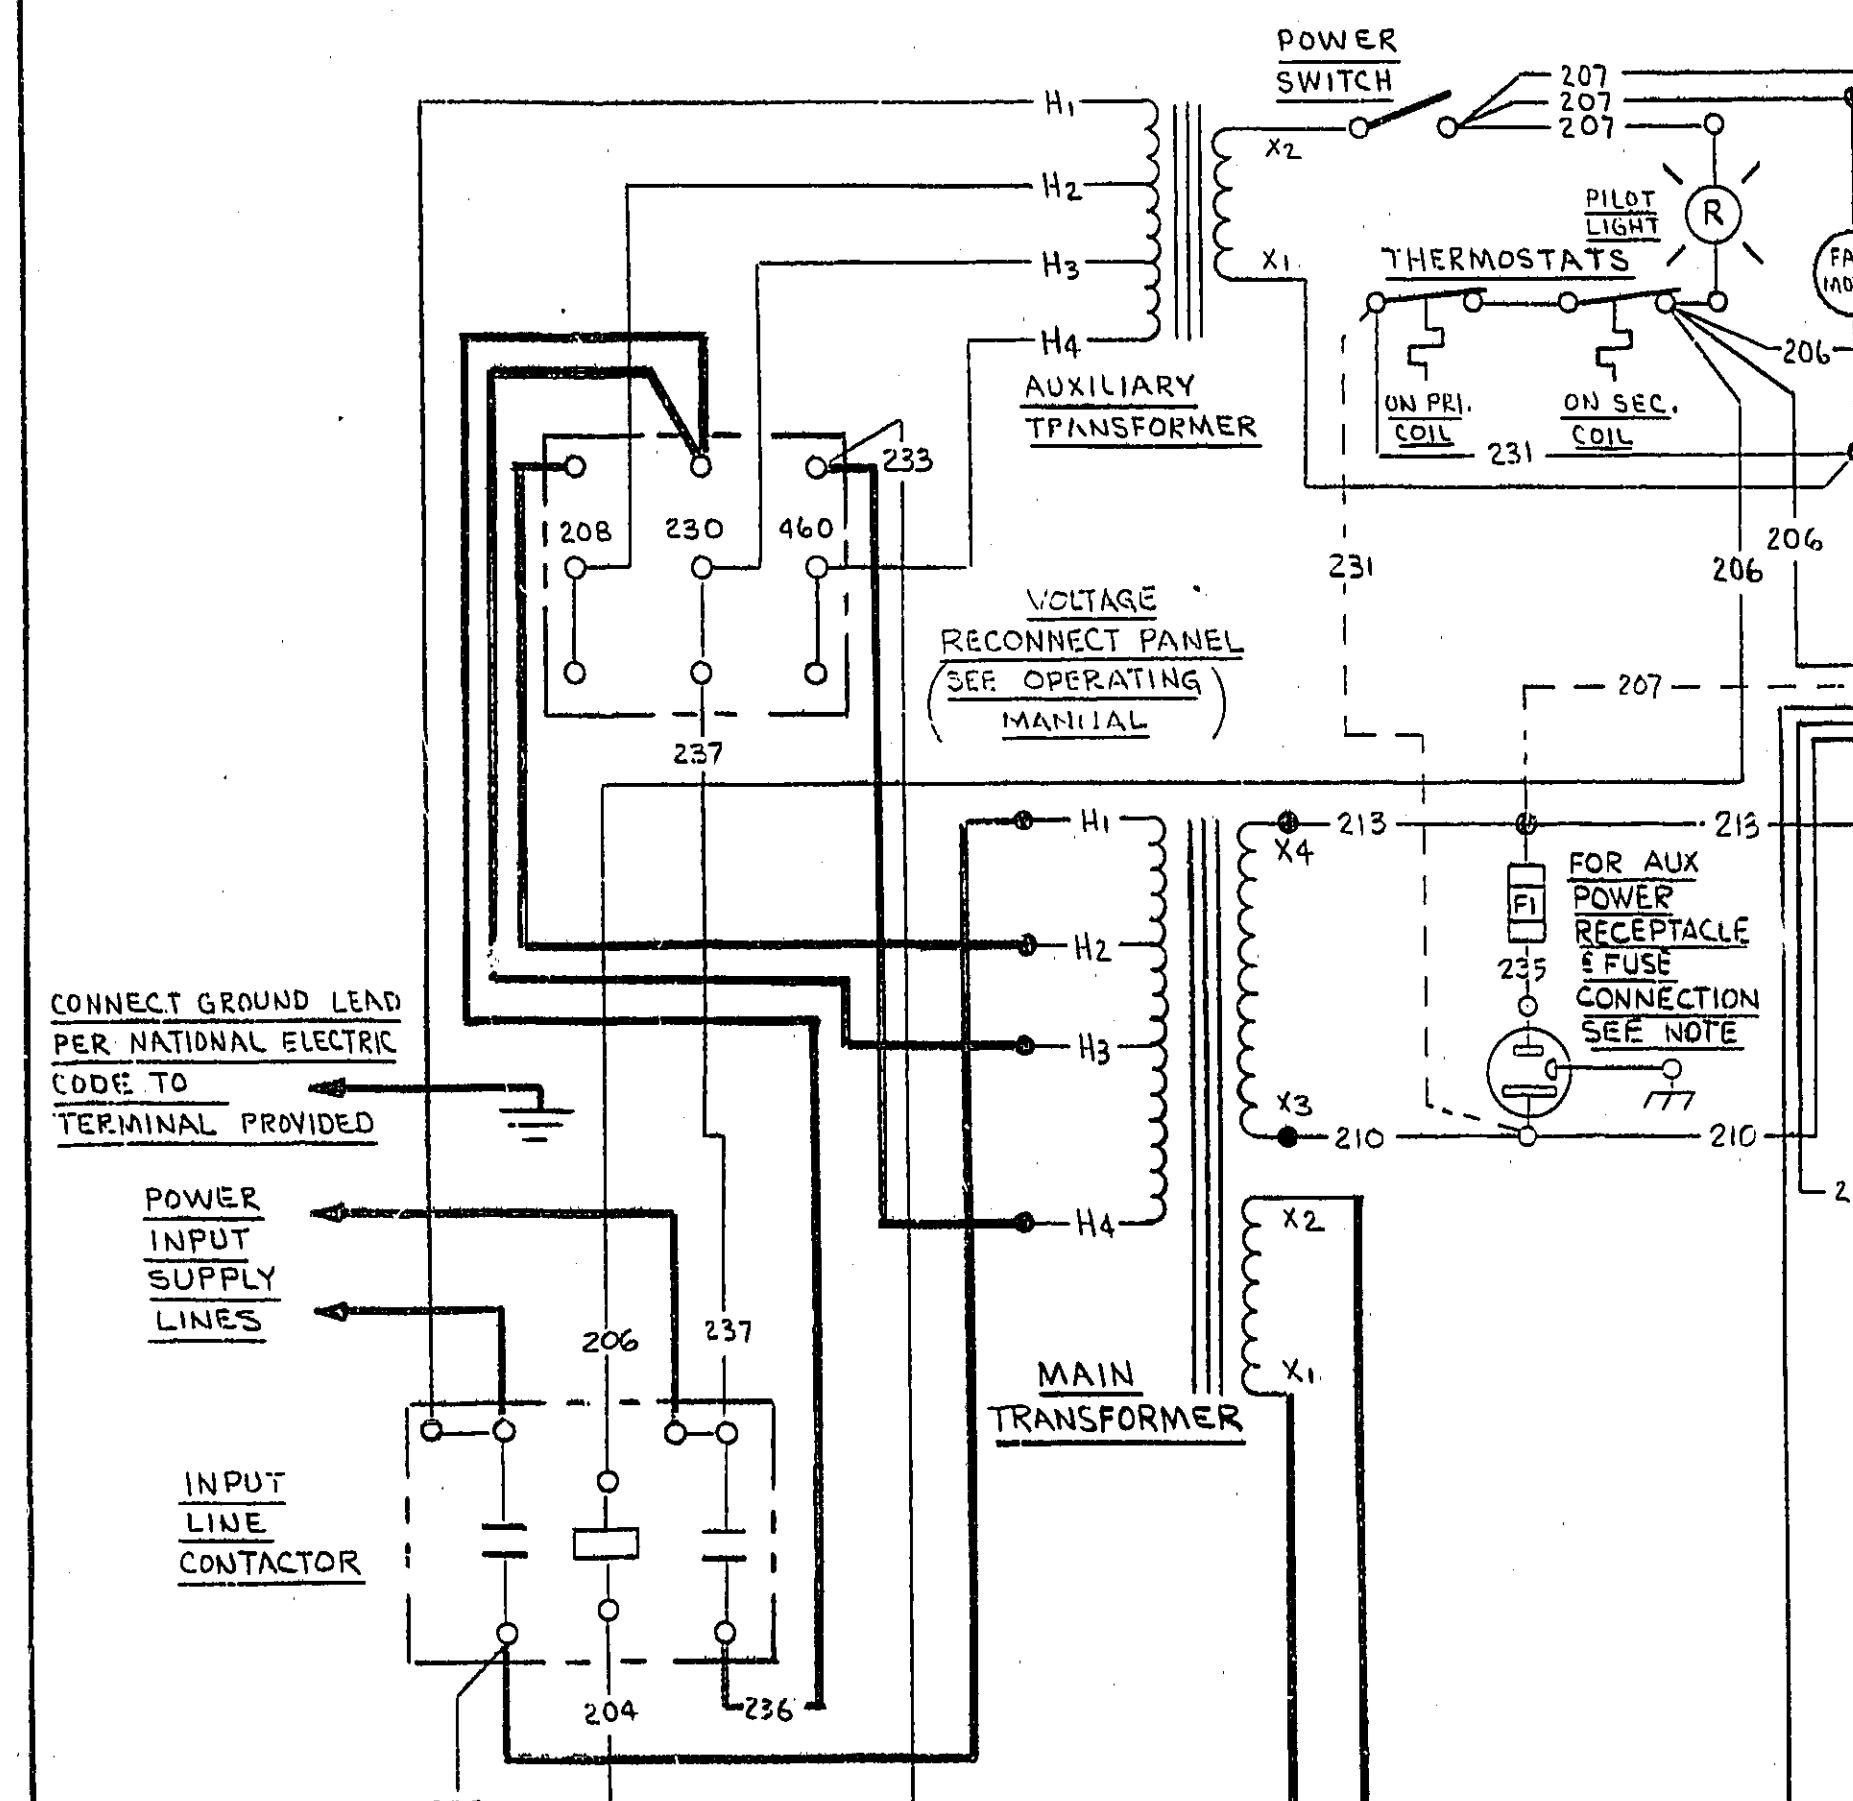 POWER
SWITCH
207
207
207
H1
X2
H2
PILOT
LIGHT
R
H3
X1
THERMOSTATS
FA
MO
H4
206
AUXILIARY
TRANSFORMER
ON PRI.
COIL
ON SEC.
COIL
233
231
208
230
460
206
231
206
VOLTAGE
RECONNECT PANEL
(SEE OPERATING
MANUAL)
207
237
H1
213
213
X4
FOR AUX
POWER
RECEPTACLE
& FUSE
CONNECTION
SEE NOTE
F1
H2
235
CONNECT GROUND LEAD
PER NATIONAL ELECTRIC
CODE TO
TERMINAL PROVIDED
H3
X3
210
210
POWER
INPUT
SUPPLY
LINES
H4
X2
2
206
237
X1
MAIN
TRANSFORMER
INPUT
LINE
CONTACTOR
204
236